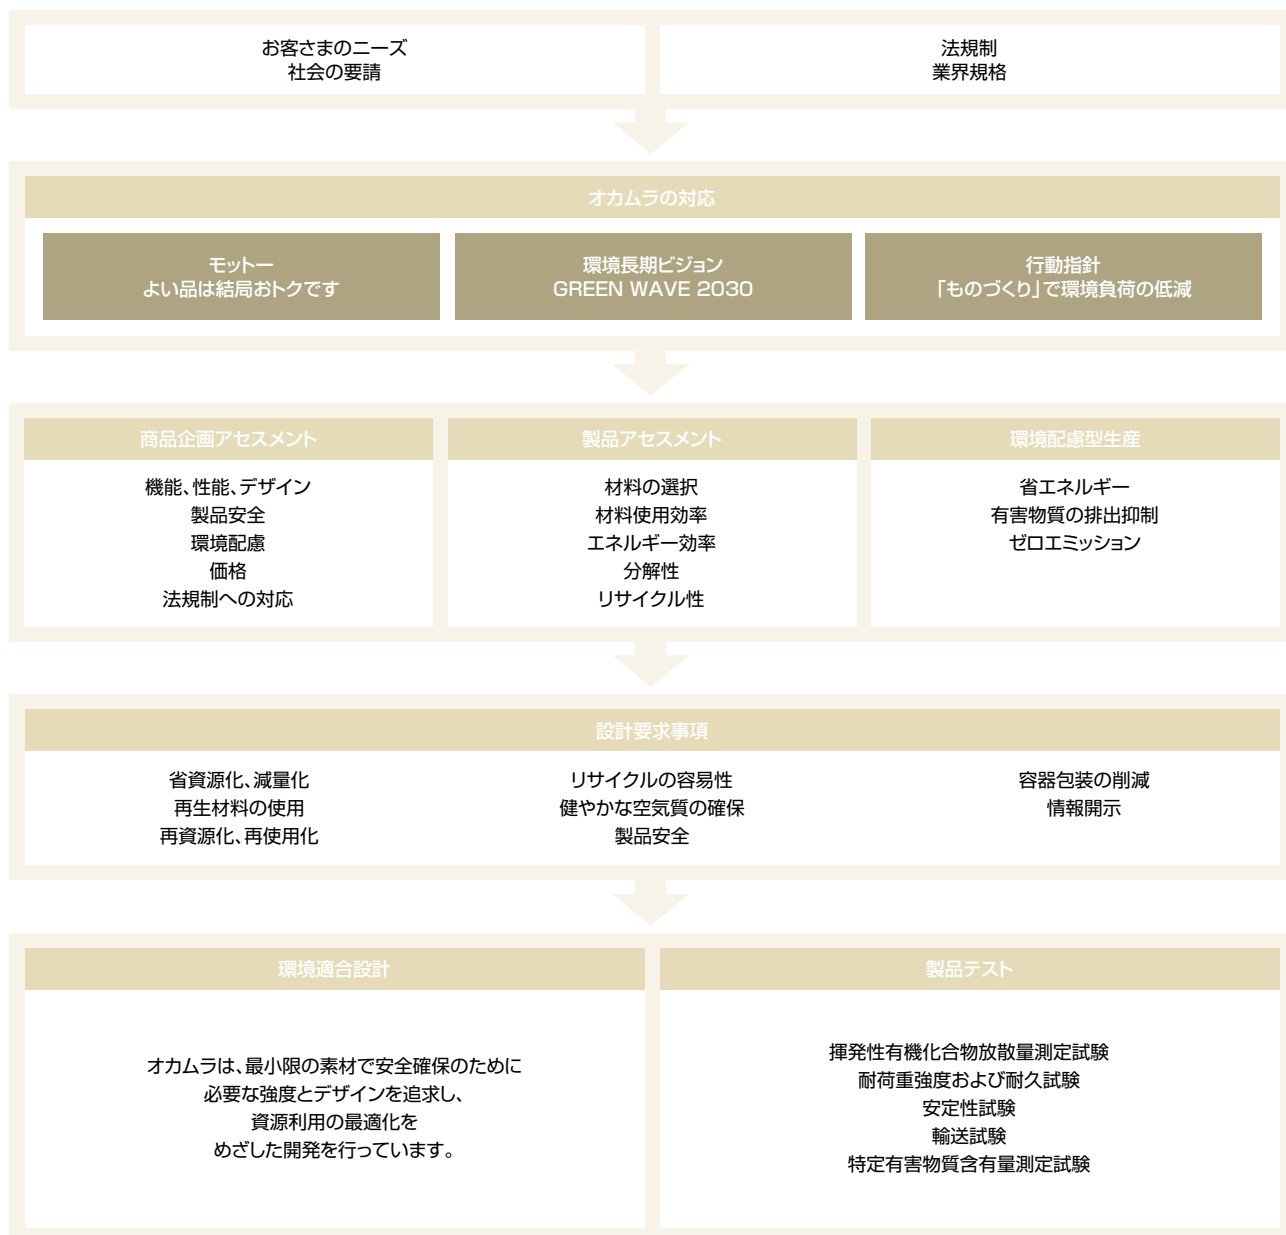 お客さまのニーズ
社会の要請
法規制
業界規格
オカムラの対応
モットー
よい品は結局おトクです
環境長期ビジョン
GREEN WAVE 2030
行動指針
「ものづくり」で環境負荷の低減
商品企画アセスメント
機能、性能、デザイン
製品安全
環境配慮
価格
法規制への対応
製品アセスメント
材料の選択
材料使用効率
エネルギー効率
分解性
リサイクル性
環境配慮型生産
省エネルギー
有害物質の排出抑制
ゼロエミッション
設計要求事項
省資源化、減量化
再生材料の使用
再資源化、再使用化
リサイクルの容易性
健やかな空気質の確保
製品安全
容器包装の削減
情報開示
環境適合設計
オカムラは、最小限の素材で安全確保のために
必要な強度とデザインを追求し、
資源利用の最適化を
めざした開発を行っています。
製品テスト
揮発性有機化合物放散量測定試験
耐荷重強度および耐久試験
安定性試験
輸送試験
特定有害物質含有量測定試験